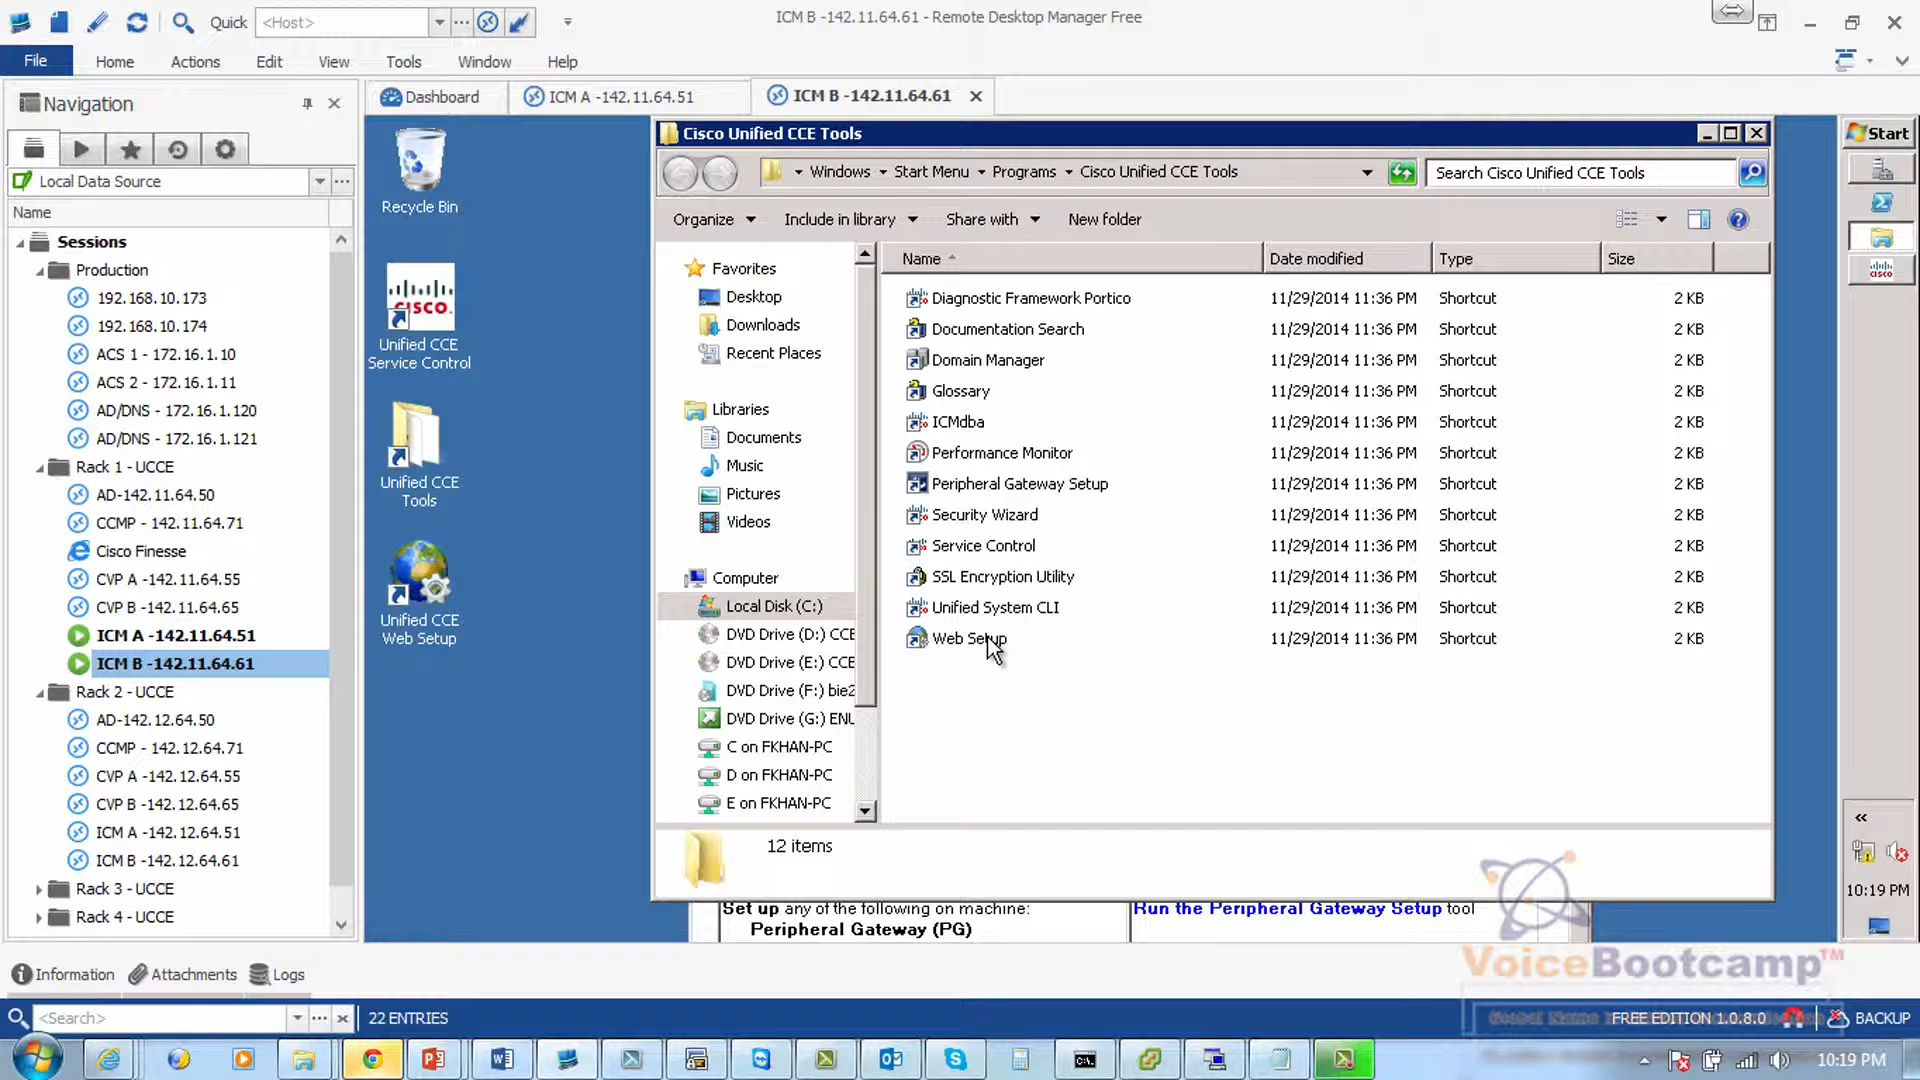 Quick
<Host>
ICM B -142.11.64.61 - Remote Desktop Manager Free
File
Home
Actions
Edit
View
Tools
Window
Help
Navigation
Local Data Source
Name
Sessions
Production
192.168.10.173
192.168.10.174
ACS 1 - 172.16.1.10
ACS 2 - 172.16.1.11
AD/DNS - 172.16.1.120
AD/DNS - 172.16.1.121
Rack 1 - UCCE
AD-142.11.64.50
CCMP - 142.11.64.71
Cisco Finesse
CVP A -142.11.64.55
CVP B -142.11.64.65
ICM A -142.11.64.51
ICM B -142.11.64.61
Rack 2 - UCCE
AD-142.12.64.50
CCMP - 142.12.64.71
CVP A -142.12.64.55
CVP B -142.12.64.65
ICM A -142.12.64.51
ICM B -142.12.64.61
Rack 3 - UCCE
Rack 4 - UCCE
Dashboard
ICM A -142.11.64.51
ICM B -142.11.64.61
Recycle Bin
CISCO.
Unified CCE
Service Control
Unified CCE
Tools
Unified CCE
Web Setup
Cisco Unified CCE Tools
Windows
Start Menu
Programs
Cisco Unified CCE Tools
Search Cisco Unified CCE Tools
Organize
Include in library
Share with
New folder
Favorites
Desktop
Downloads
Recent Places
Libraries
Documents
Music
Pictures
Videos
Computer
Local Disk (C:)
DVD Drive (D:) CCE
DVD Drive (E:) CCE
DVD Drive (F:) bie2
DVD Drive (G:) ENU
C on FKHAN-PC
D on FKHAN-PC
E on FKHAN-PC
Name Date modified Type Size
Diagnostic Framework Portico 11/29/2014 11:36 PM Shortcut 2 KB
Documentation Search 11/29/2014 11:36 PM Shortcut 2 KB
Domain Manager 11/29/2014 11:36 PM Shortcut 2 KB
Glossary 11/29/2014 11:36 PM Shortcut 2 KB
ICMdba 11/29/2014 11:36 PM Shortcut 2 KB
Performance Monitor 11/29/2014 11:36 PM Shortcut 2 KB
Peripheral Gateway Setup 11/29/2014 11:36 PM Shortcut 2 KB
Security Wizard 11/29/2014 11:36 PM Shortcut 2 KB
Service Control 11/29/2014 11:36 PM Shortcut 2 KB
SSL Encryption Utility 11/29/2014 11:36 PM Shortcut 2 KB
Unified System CLI 11/29/2014 11:36 PM Shortcut 2 KB
Web Setup 11/29/2014 11:36 PM Shortcut 2 KB
12 items
Set up any of the following on machine:
Peripheral Gateway (PG)
Run the Peripheral Gateway Setup tool
Start
CISCO
10:19 PM
VoiceBootcamp™
Information
Attachments
Logs
<Search>
22 ENTRIES
FREE EDITION 1.0.8.0
BACKUP
10:19 PM